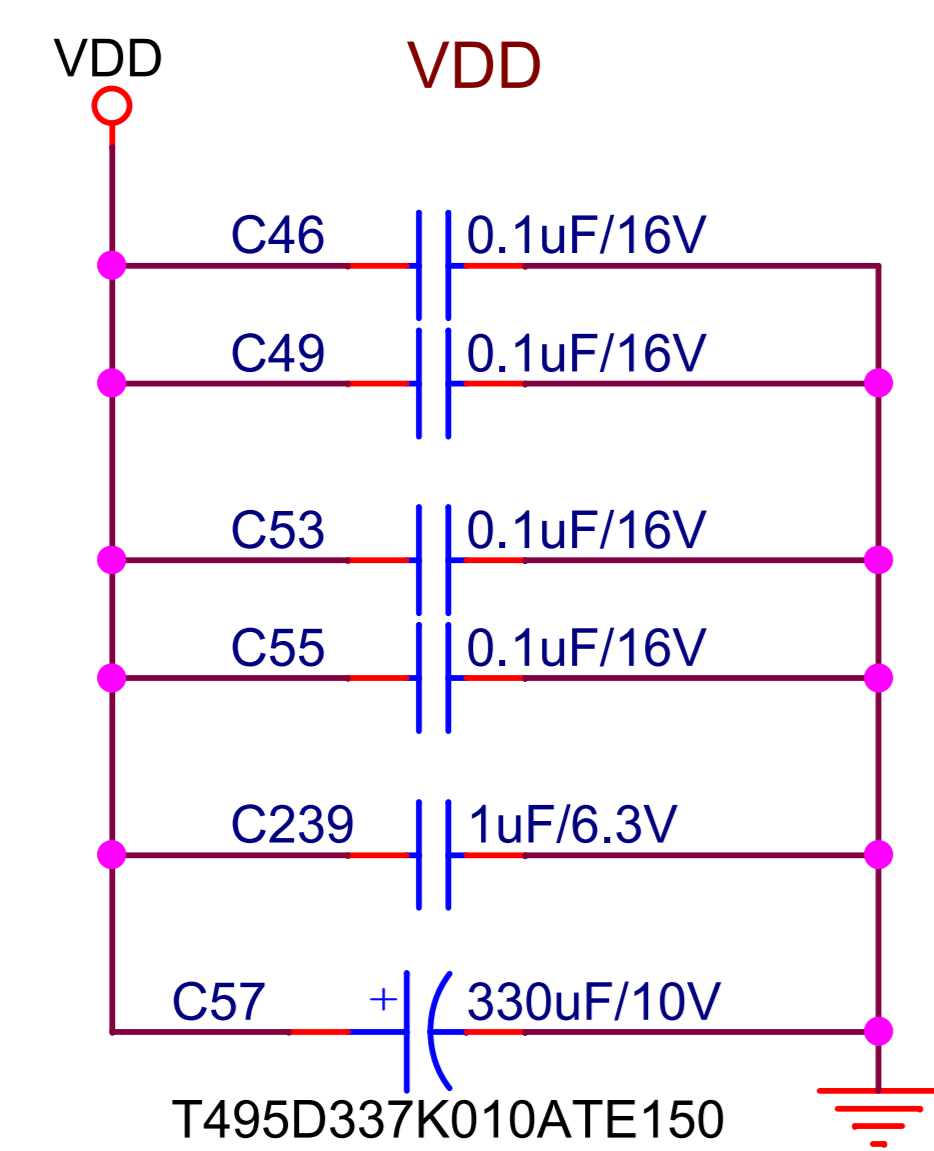 VDD
VDD
C46 0.1uF/16V
C49 0.1uF/16V
C53 0.1uF/16V
C55 0.1uF/16V
C239 1uF/6.3V
C57 + 330uF/10V
T495D337K010ATE150